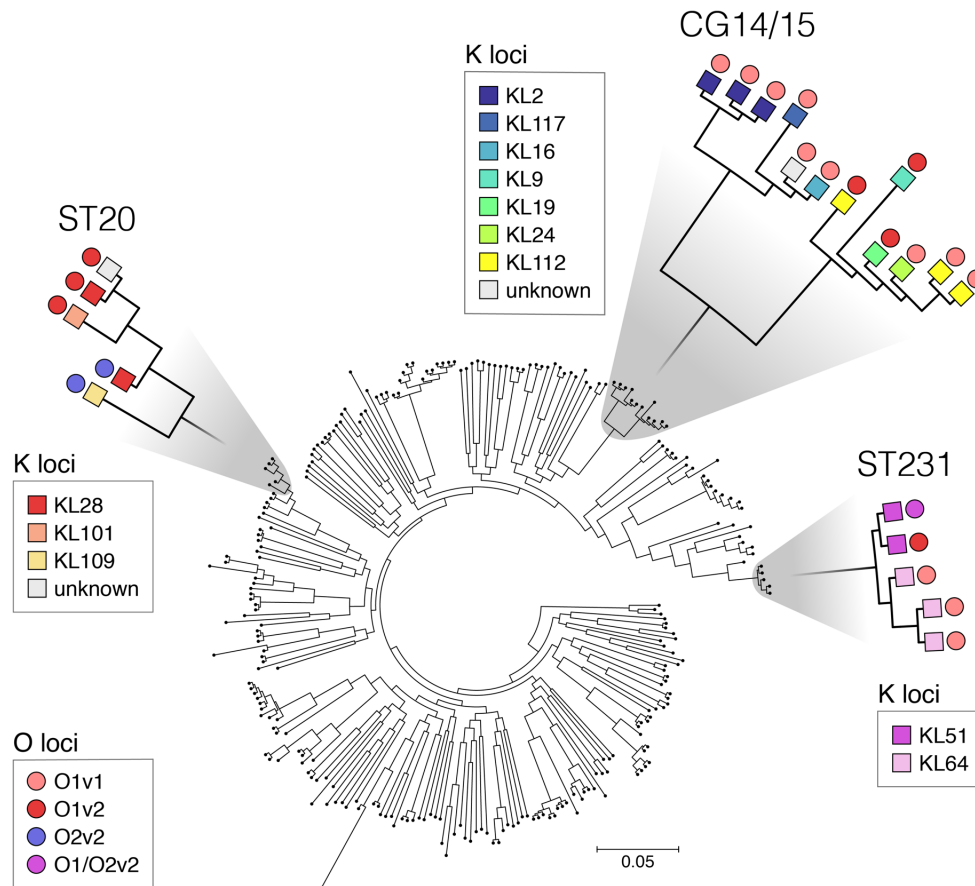 CG14/15
K loci
KL2
KL117
KL16
KL9
KL19
KL24
KL112
unknown
ST20
K loci
KL28
KL101
KL109
unknown
ST231
K loci
KL51
KL64
O loci
O1v1
O1v2
O2v2
O1/O2v2
0.05